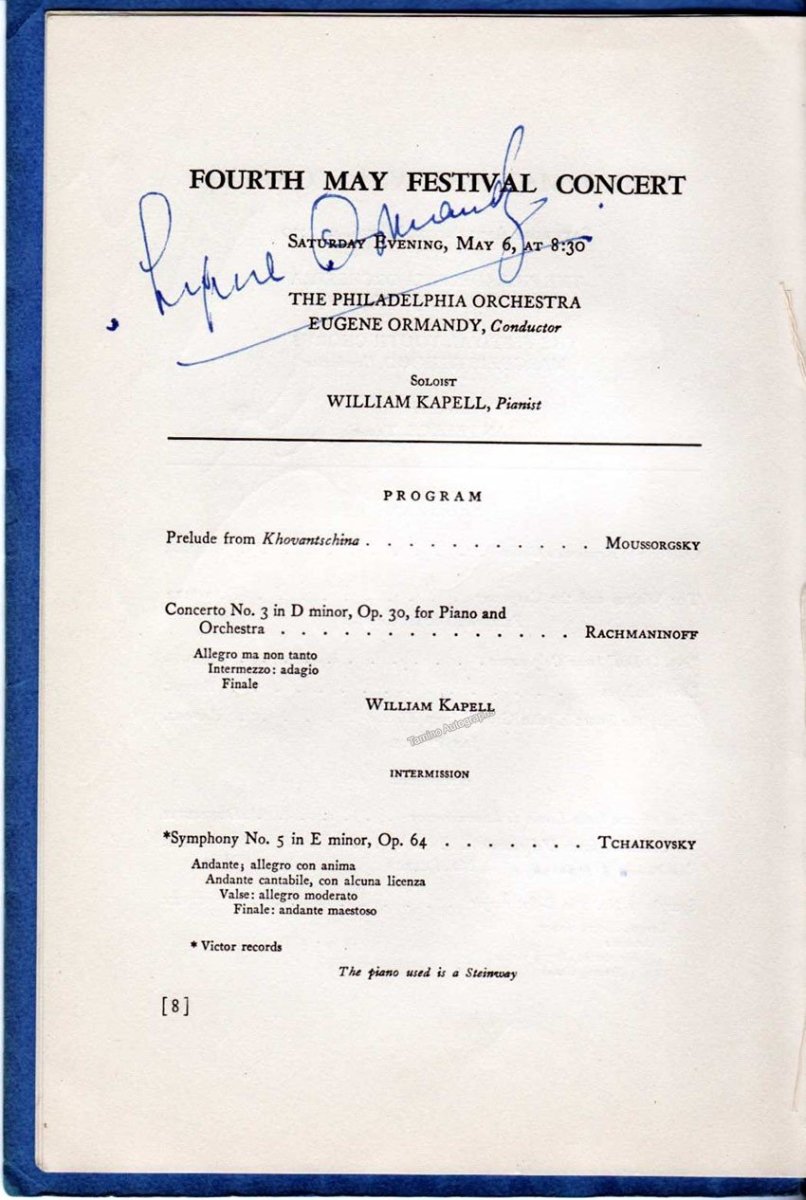 FOURTH MAY FESTIVAL CONCERT
Eugene Ormandy
SATURDAY EVENING, MAY 6, AT 8:30
THE PHILADELPHIA ORCHESTRA
EUGENE ORMANDY, Conductor
SOLOIST
WILLIAM KAPELL, Pianist
PROGRAM
Prelude from Khovantschina . . . . . . . . . . . MOUSSORGSKY
Concerto No. 3 in D minor, Op. 30, for Piano and
Orchestra . . . . . . . . . . . . . . RACHMANINOFF
Allegro ma non tanto
Intermezzo: adagio
Finale
WILLIAM KAPELL
Tamino Autographs
INTERMISSION
*Symphony No. 5 in E minor, Op. 64 . . . . . . . TCHAIKOVSKY
Andante; allegro con anima
Andante cantabile, con alcuna licenza
Valse: allegro moderato
Finale: andante maestoso
* Victor records
The piano used is a Steinway
[8]